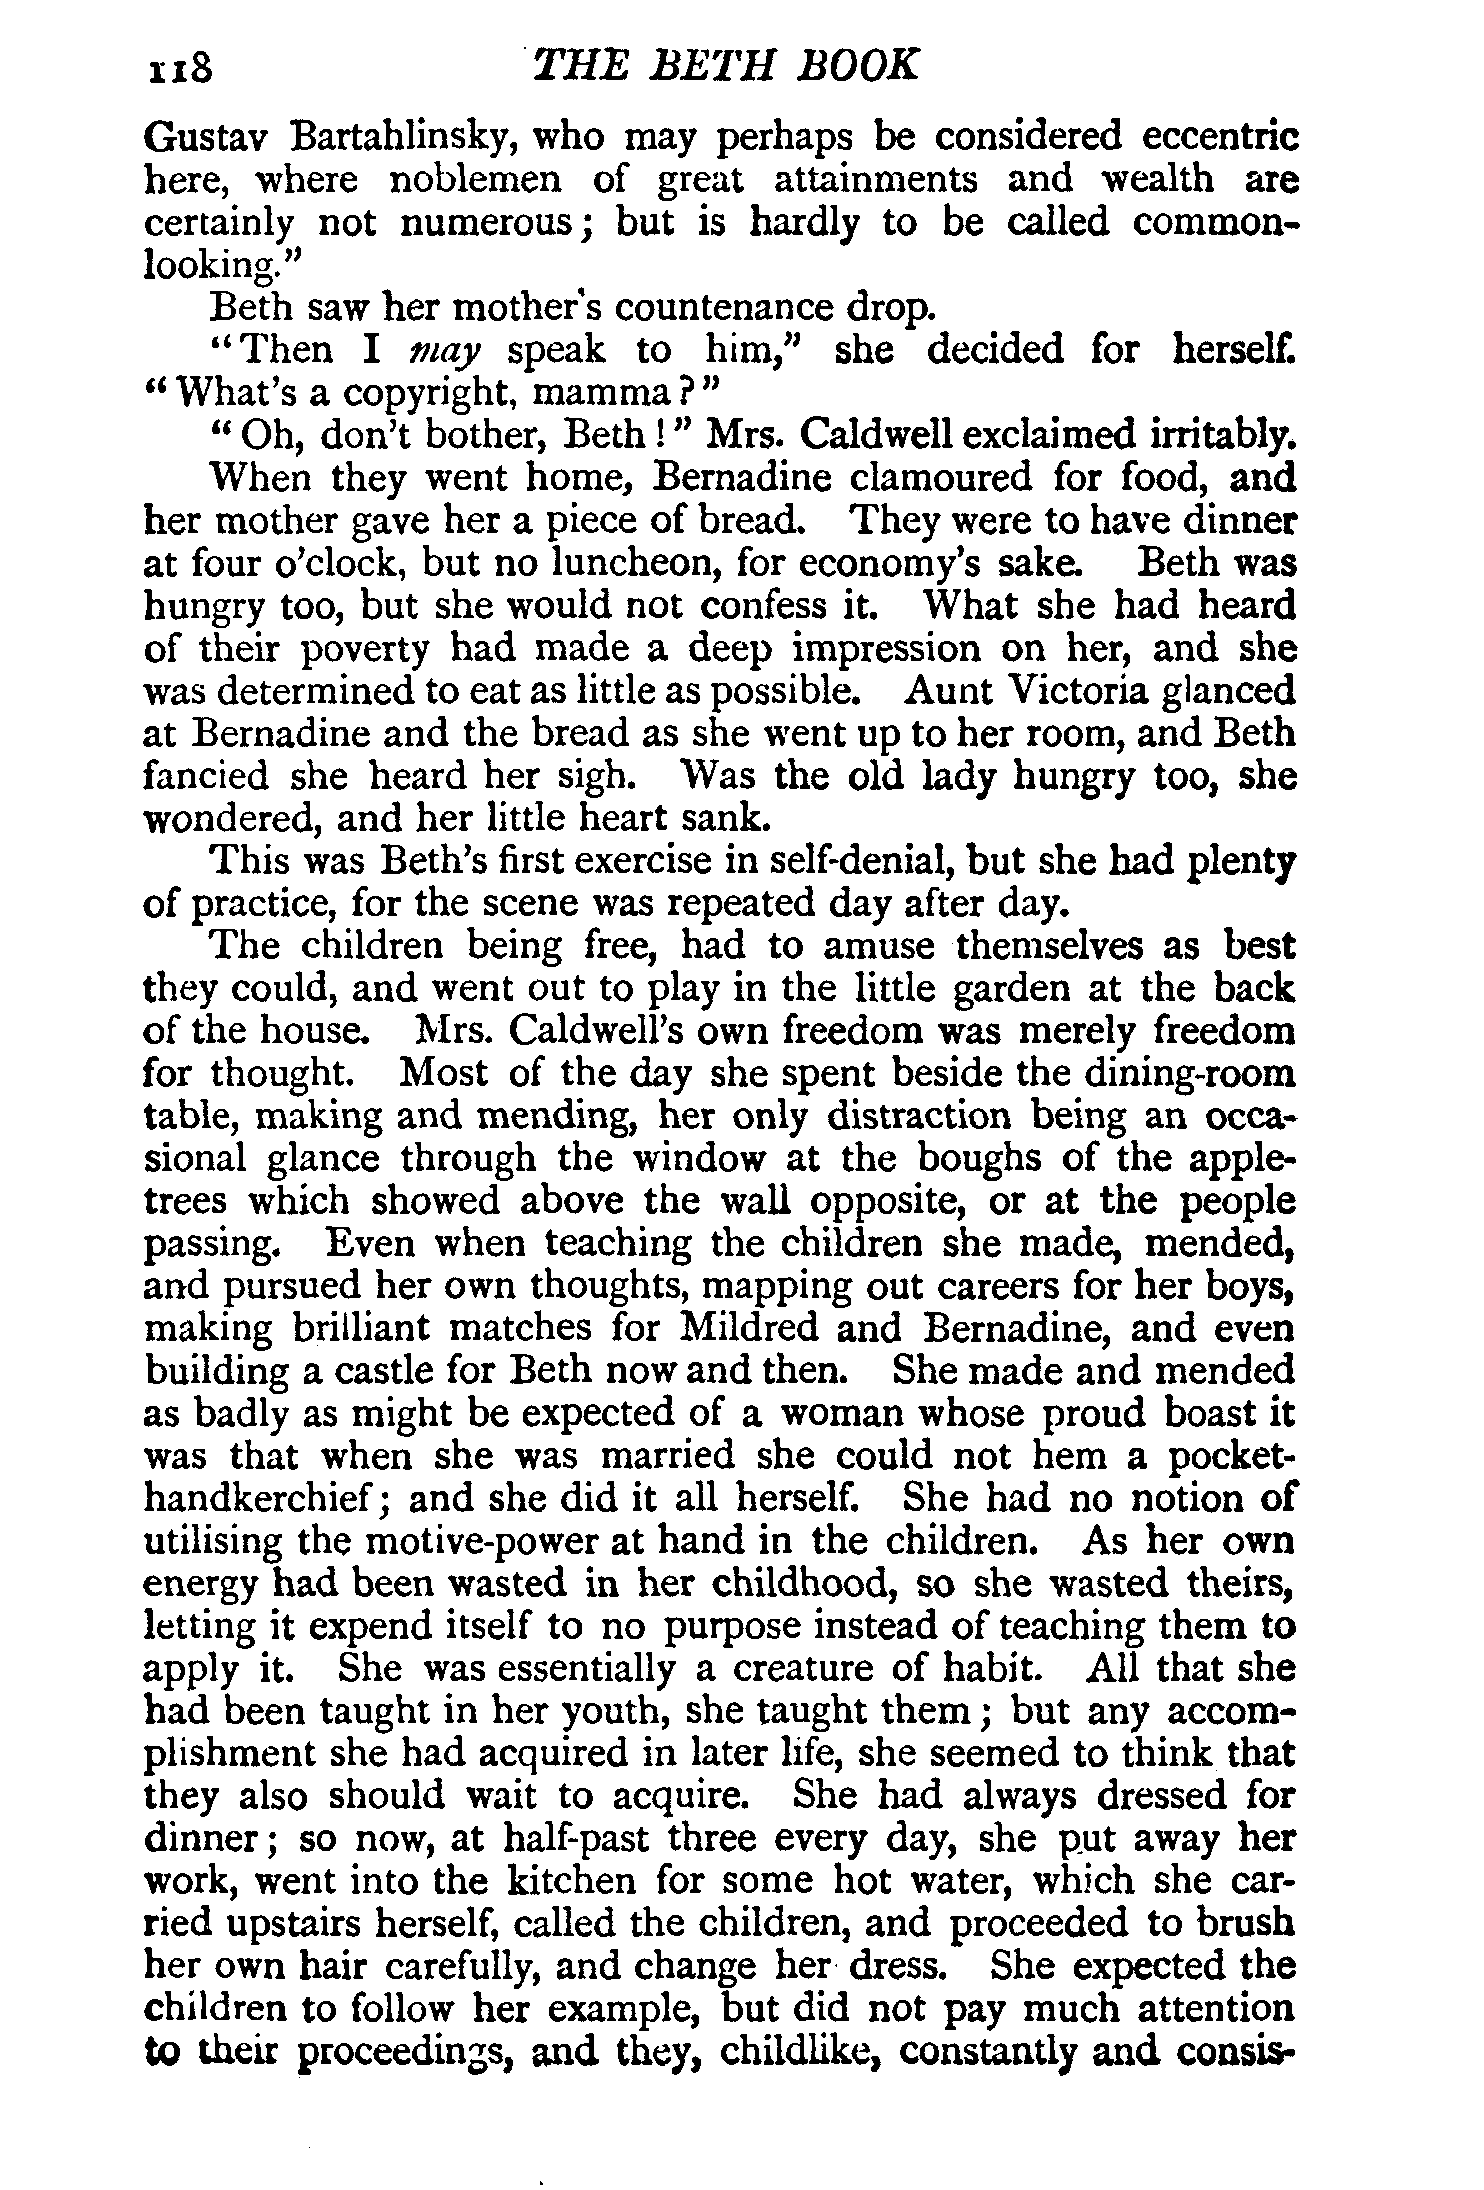 118 THE BETH BOOK
Gustav Bartahlinsky, who may perhaps be considered eccentric
here, where noblemen of great attainments and wealth are
certainly not numerous; but is hardly to be called common-
looking."
Beth saw her mother's countenance drop.
"Then I may speak to him," she decided for herself.
"What's a copyright, mamma?"
"Oh, don't bother, Beth!" Mrs. Caldwell exclaimed irritably.
When they went home, Bernadine clamoured for food, and
her mother gave her a piece of bread. They were to have dinner
at four o'clock, but no luncheon, for economy's sake. Beth was
hungry too, but she would not confess it. What she had heard
of their poverty had made a deep impression on her, and she
was determined to eat as little as possible. Aunt Victoria glanced
at Bernadine and the bread as she went up to her room, and Beth
fancied she heard her sigh. Was the old lady hungry too, she
wondered, and her little heart sank.
This was Beth's first exercise in self-denial, but she had plenty
of practice, for the scene was repeated day after day.
The children being free, had to amuse themselves as best
they could, and went out to play in the little garden at the back
of the house. Mrs. Caldwell's own freedom was merely freedom
for thought. Most of the day she spent beside the dining-room
table, making and mending, her only distraction being an occa-
sional glance through the window at the boughs of the apple-
trees which showed above the wall opposite, or at the people
passing. Even when teaching the children she made, mended,
and pursued her own thoughts, mapping out careers for her boys,
making brilliant matches for Mildred and Bernadine, and even
building a castle for Beth now and then. She made and mended
as badly as might be expected of a woman whose proud boast it
was that when she was married she could not hem a pocket-
handkerchief; and she did it all herself. She had no notion of
utilising the motive-power at hand in the children. As her own
energy had been wasted in her childhood, so she wasted theirs,
letting it expend itself to no purpose instead of teaching them to
apply it. She was essentially a creature of habit. All that she
had been taught in her youth, she taught them; but any accom-
plishment she had acquired in later life, she seemed to think that
they also should wait to acquire. She had always dressed for
dinner; so now, at half-past three every day, she put away her
work, went into the kitchen for some hot water, which she car-
ried upstairs herself, called the children, and proceeded to brush
her own hair carefully, and change her dress. She expected the
children to follow her example, but did not pay much attention
to their proceedings, and they, childlike, constantly and consis-